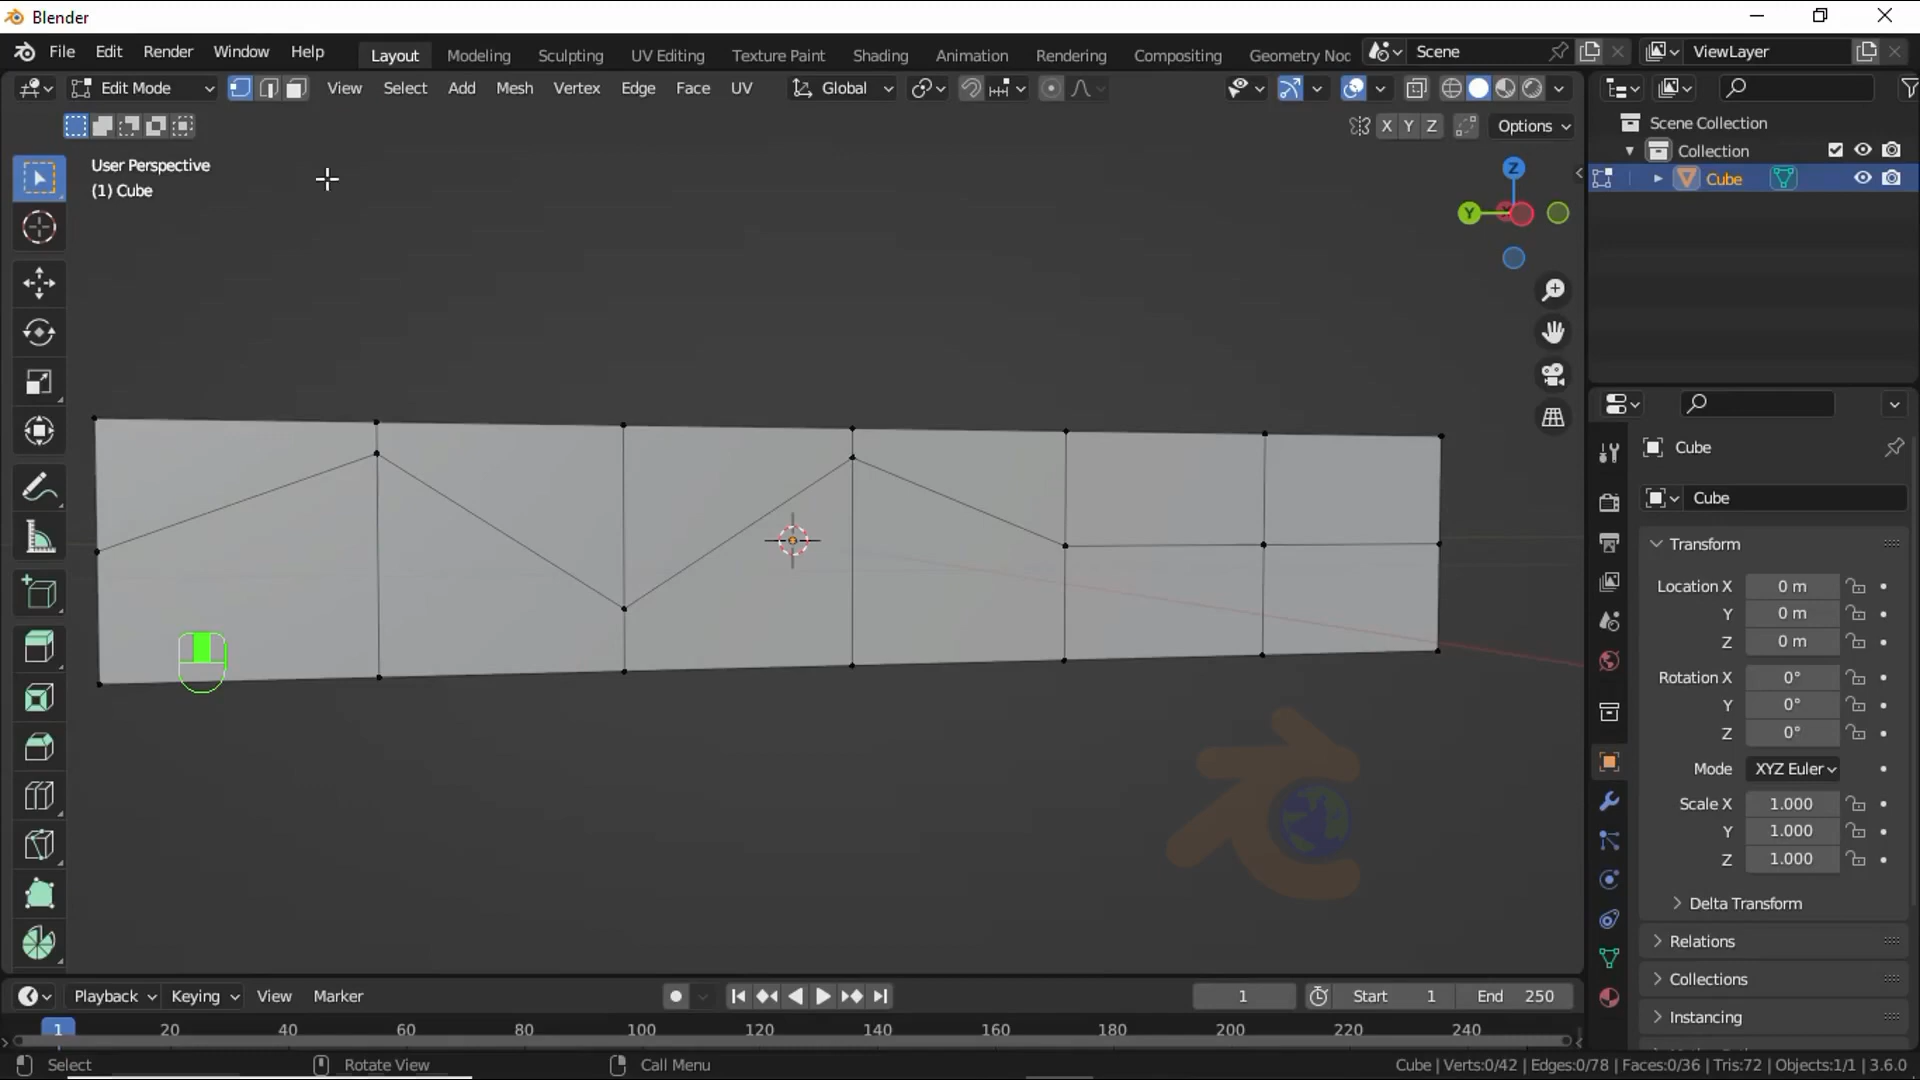 Blender
File Edit Render Window Help Layout Modeling Sculpting UV Editing Texture Paint Shading Animation Rendering Compositing Geometry Noc Scene ViewLayer
Edit Mode View Select Add Mesh Vertex Edge Face UV Global
X Y Z Options
User Perspective
(1) Cube
Z
Y
Scene Collection
Collection
Cube
Cube
Cube
Transform
Location X 0 m
Y 0 m
Z 0 m
Rotation X 0°
Y 0°
Z 0°
Mode XYZ Euler
Scale X 1.000
Y 1.000
Z 1.000
Delta Transform
Relations
Collections
Instancing
Playback Keying View Marker 1 Start 1 End 250
1 20 40 60 80 100 120 140 160 180 200 220 240
Select Rotate View Call Menu Cube | Verts:0/42 | Edges:0/78 | Faces:0/36 | Tris:72 | Objects:1/1 | 3.6.0